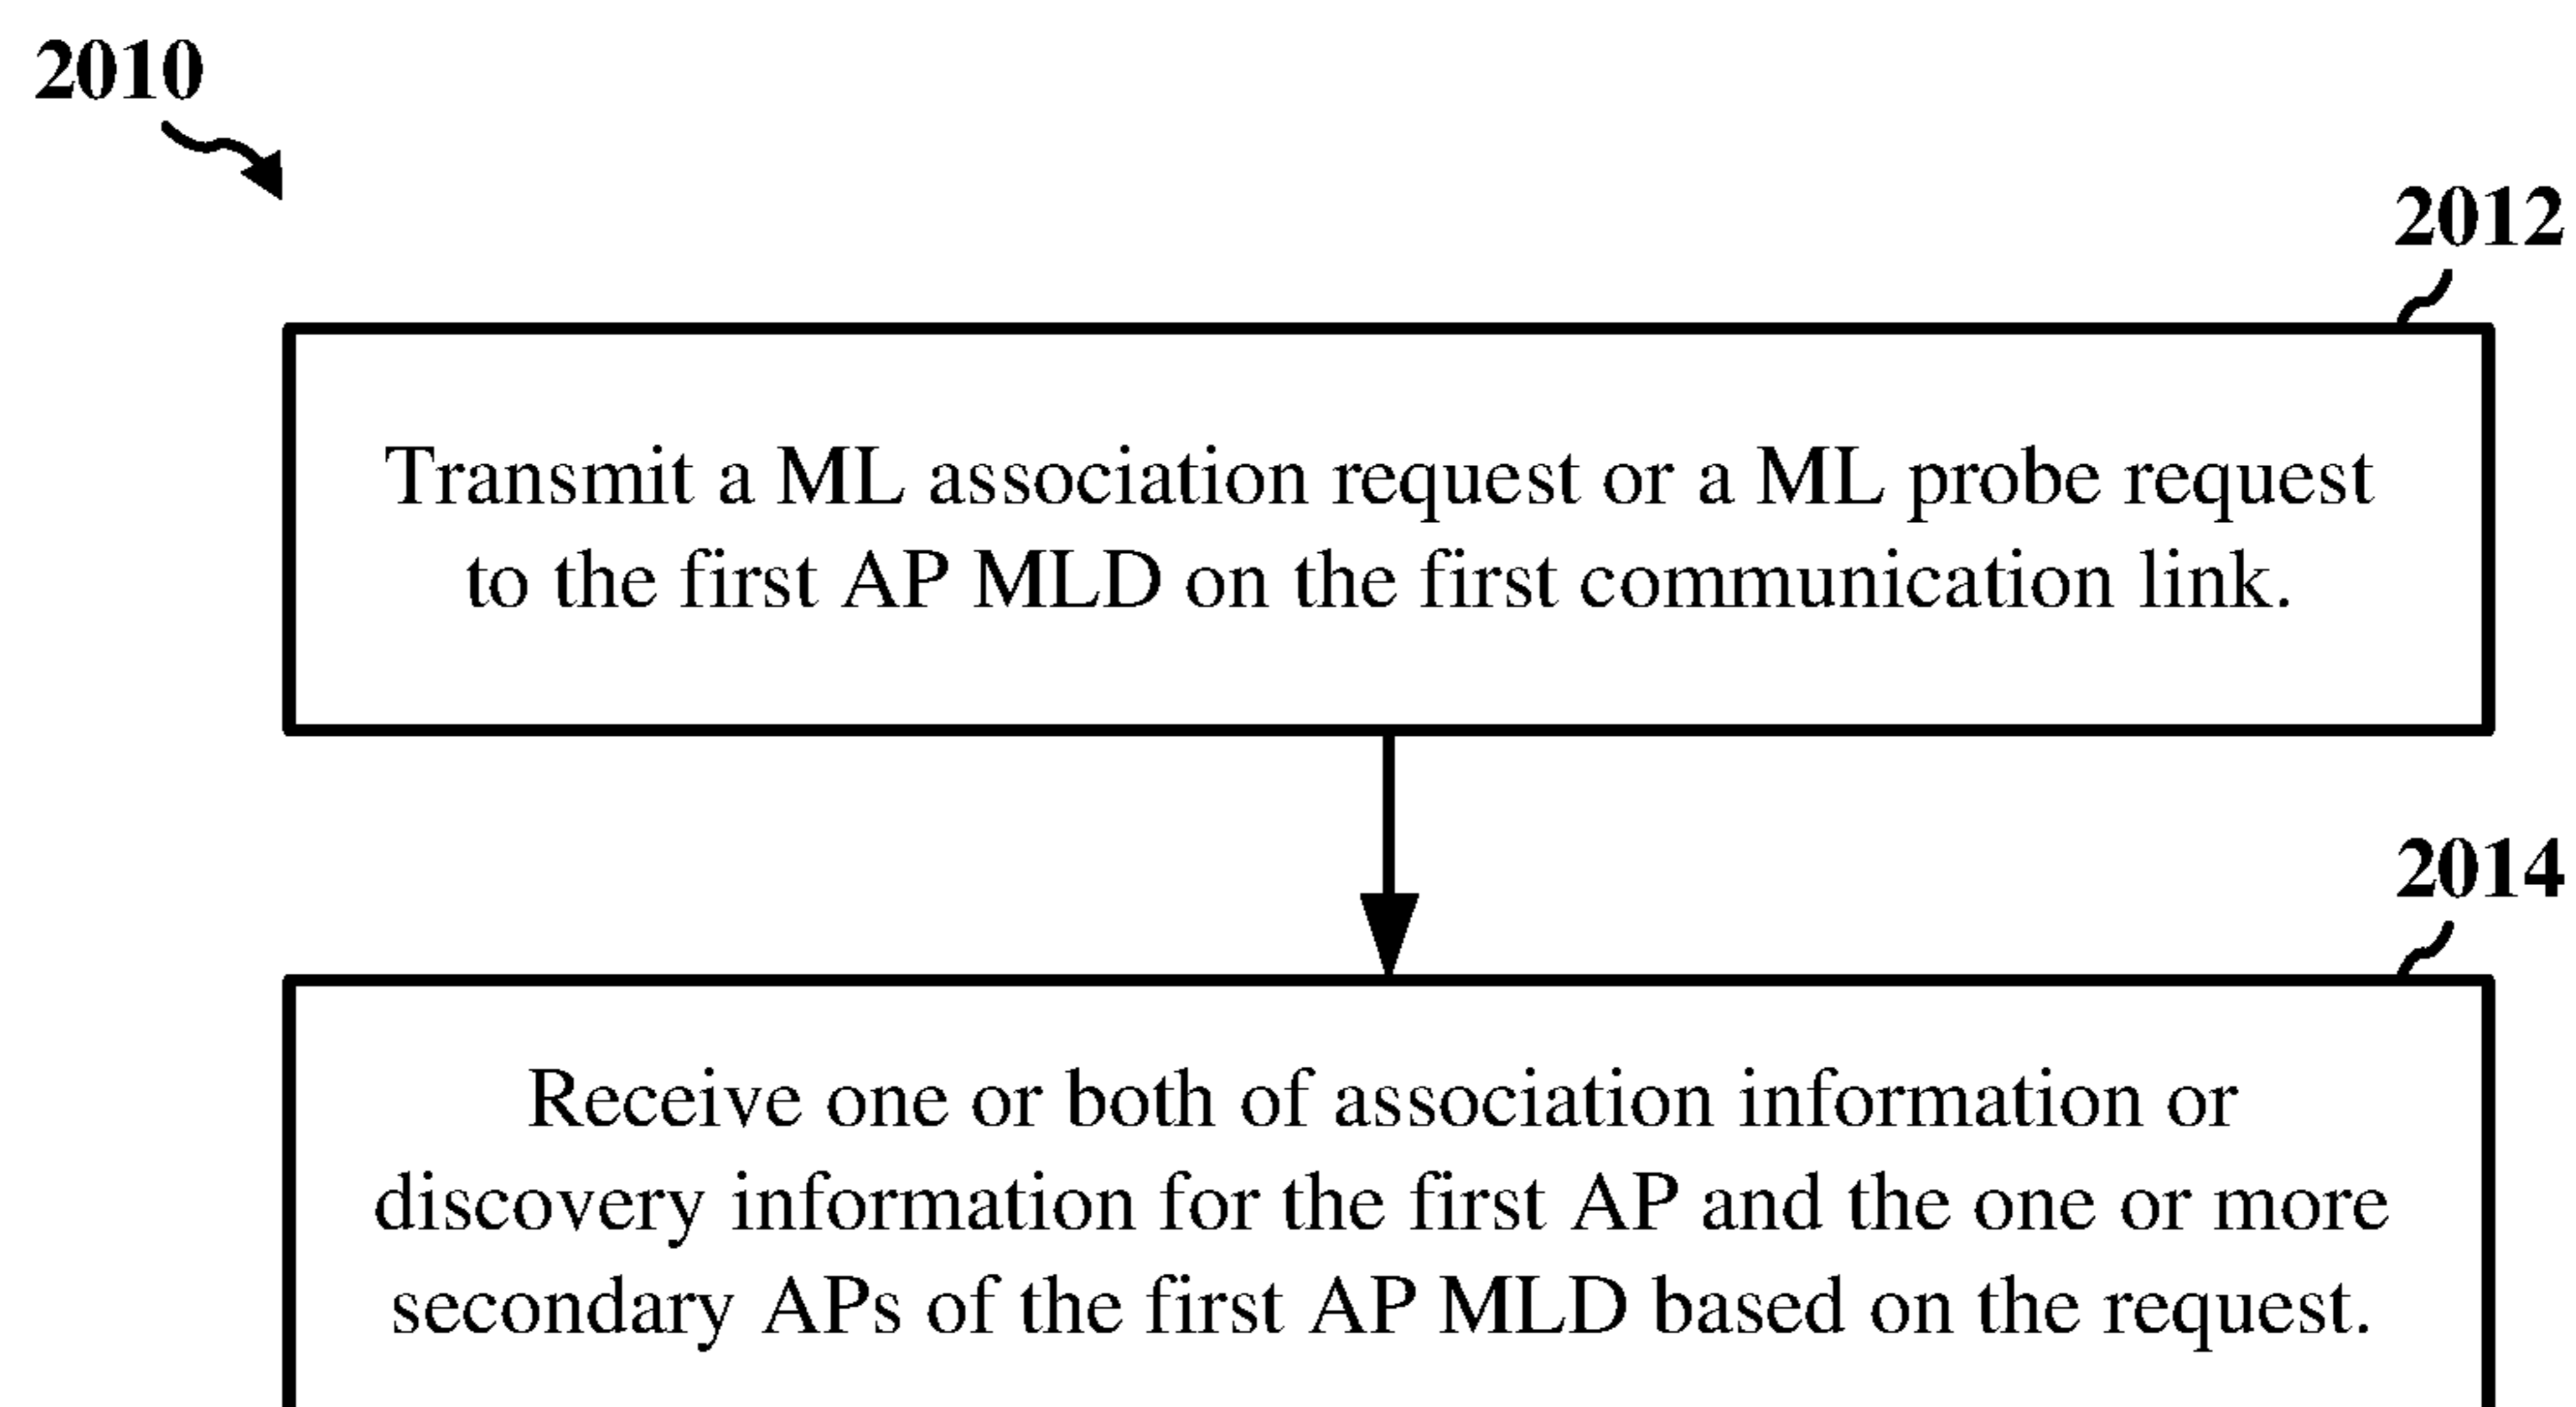 2010
2012
Transmit a ML association request or a ML probe request
to the first AP MLD on the first communication link.
2014
Receive one or both of association information or
discovery information for the first AP and the one or more
secondary APs of the first AP MLD based on the request.